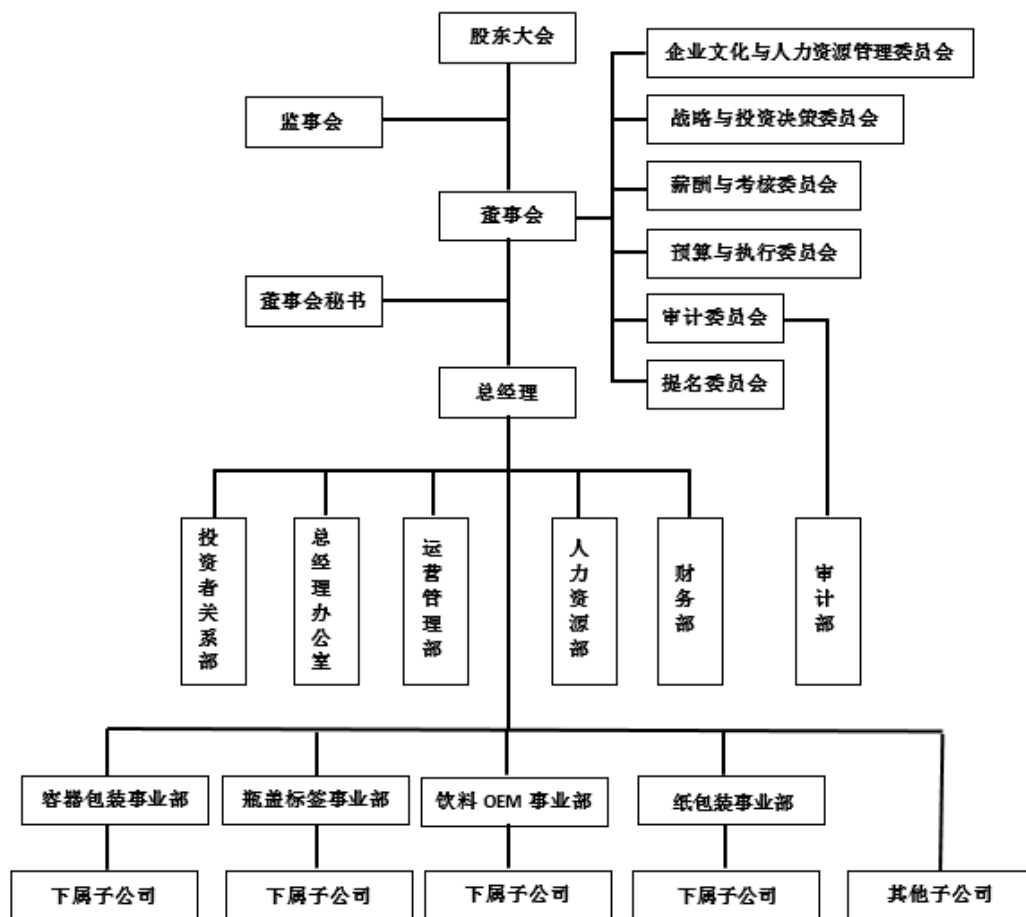 股东大会
企业文化与人力资源管理委员会
监事会
战略与投资决策委员会
薪酬与考核委员会
董事会
预算与执行委员会
董事会秘书
审计委员会
总经理
提名委员会
投资者关系部
总经理办公室
运营管理部
人力资源部
财务部
审计部
容器包装事业部
瓶盖标签事业部
饮料 OEM 事业部
纸包装事业部
下属子公司
下属子公司
下属子公司
下属子公司
其他子公司